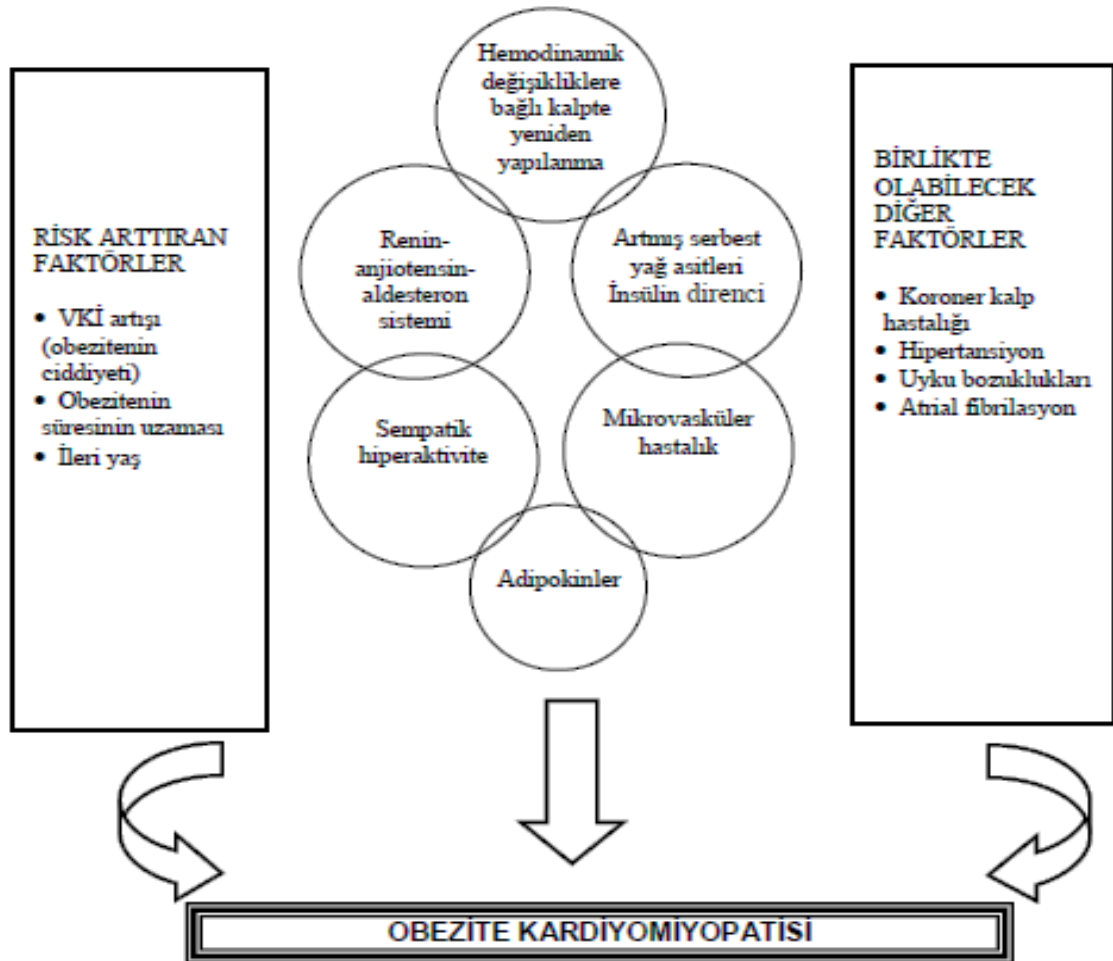 Hemodinamik
değişikliklere
bağlı kalpte
yeniden
yapılanma
RİSK ARTTIRAN
FAKTÖRLER
• VKİ artışı
(obezitenin
ciddiyeti)
• Obezitenin
süresinin uzaması
• İleri yaş
Renin-
anjiotensin-
aldesteron
sistemi
Artmış serbest
yağ asitleri
İnsülin direnci
Sempatik
hiperaktivite
Mikrovasküler
hastalık
Adipokinler
BİRLİKTE
OLABİLECEK
DİĞER
FAKTÖRLER
• Koroner kalp
hastalığı
• Hipertansiyon
• Uyku bozuklukları
• Atrial fibrilasyon
OBEZİTE KARDİYOMİYOPATİSİ